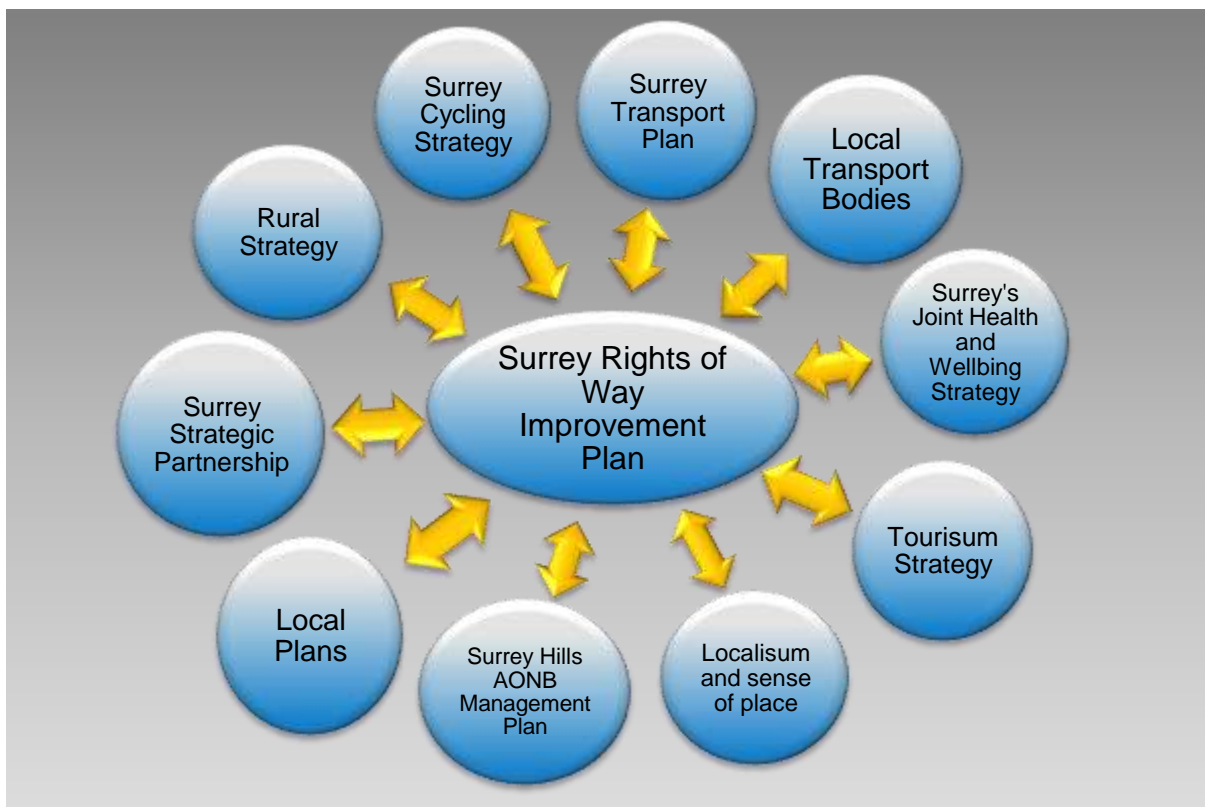 Surrey
Cycling
Strategy
Surrey
Transport
Plan
Local
Transport
Bodies
Rural
Strategy
Surrey's
Joint Health
and
Wellbing
Strategy
Surrey Rights of
Way
Improvement
Plan
Surrey
Strategic
Partnership
Tourisum
Strategy
Local
Plans
Surrey Hills
AONB
Management
Plan
Localisum
and sense
of place